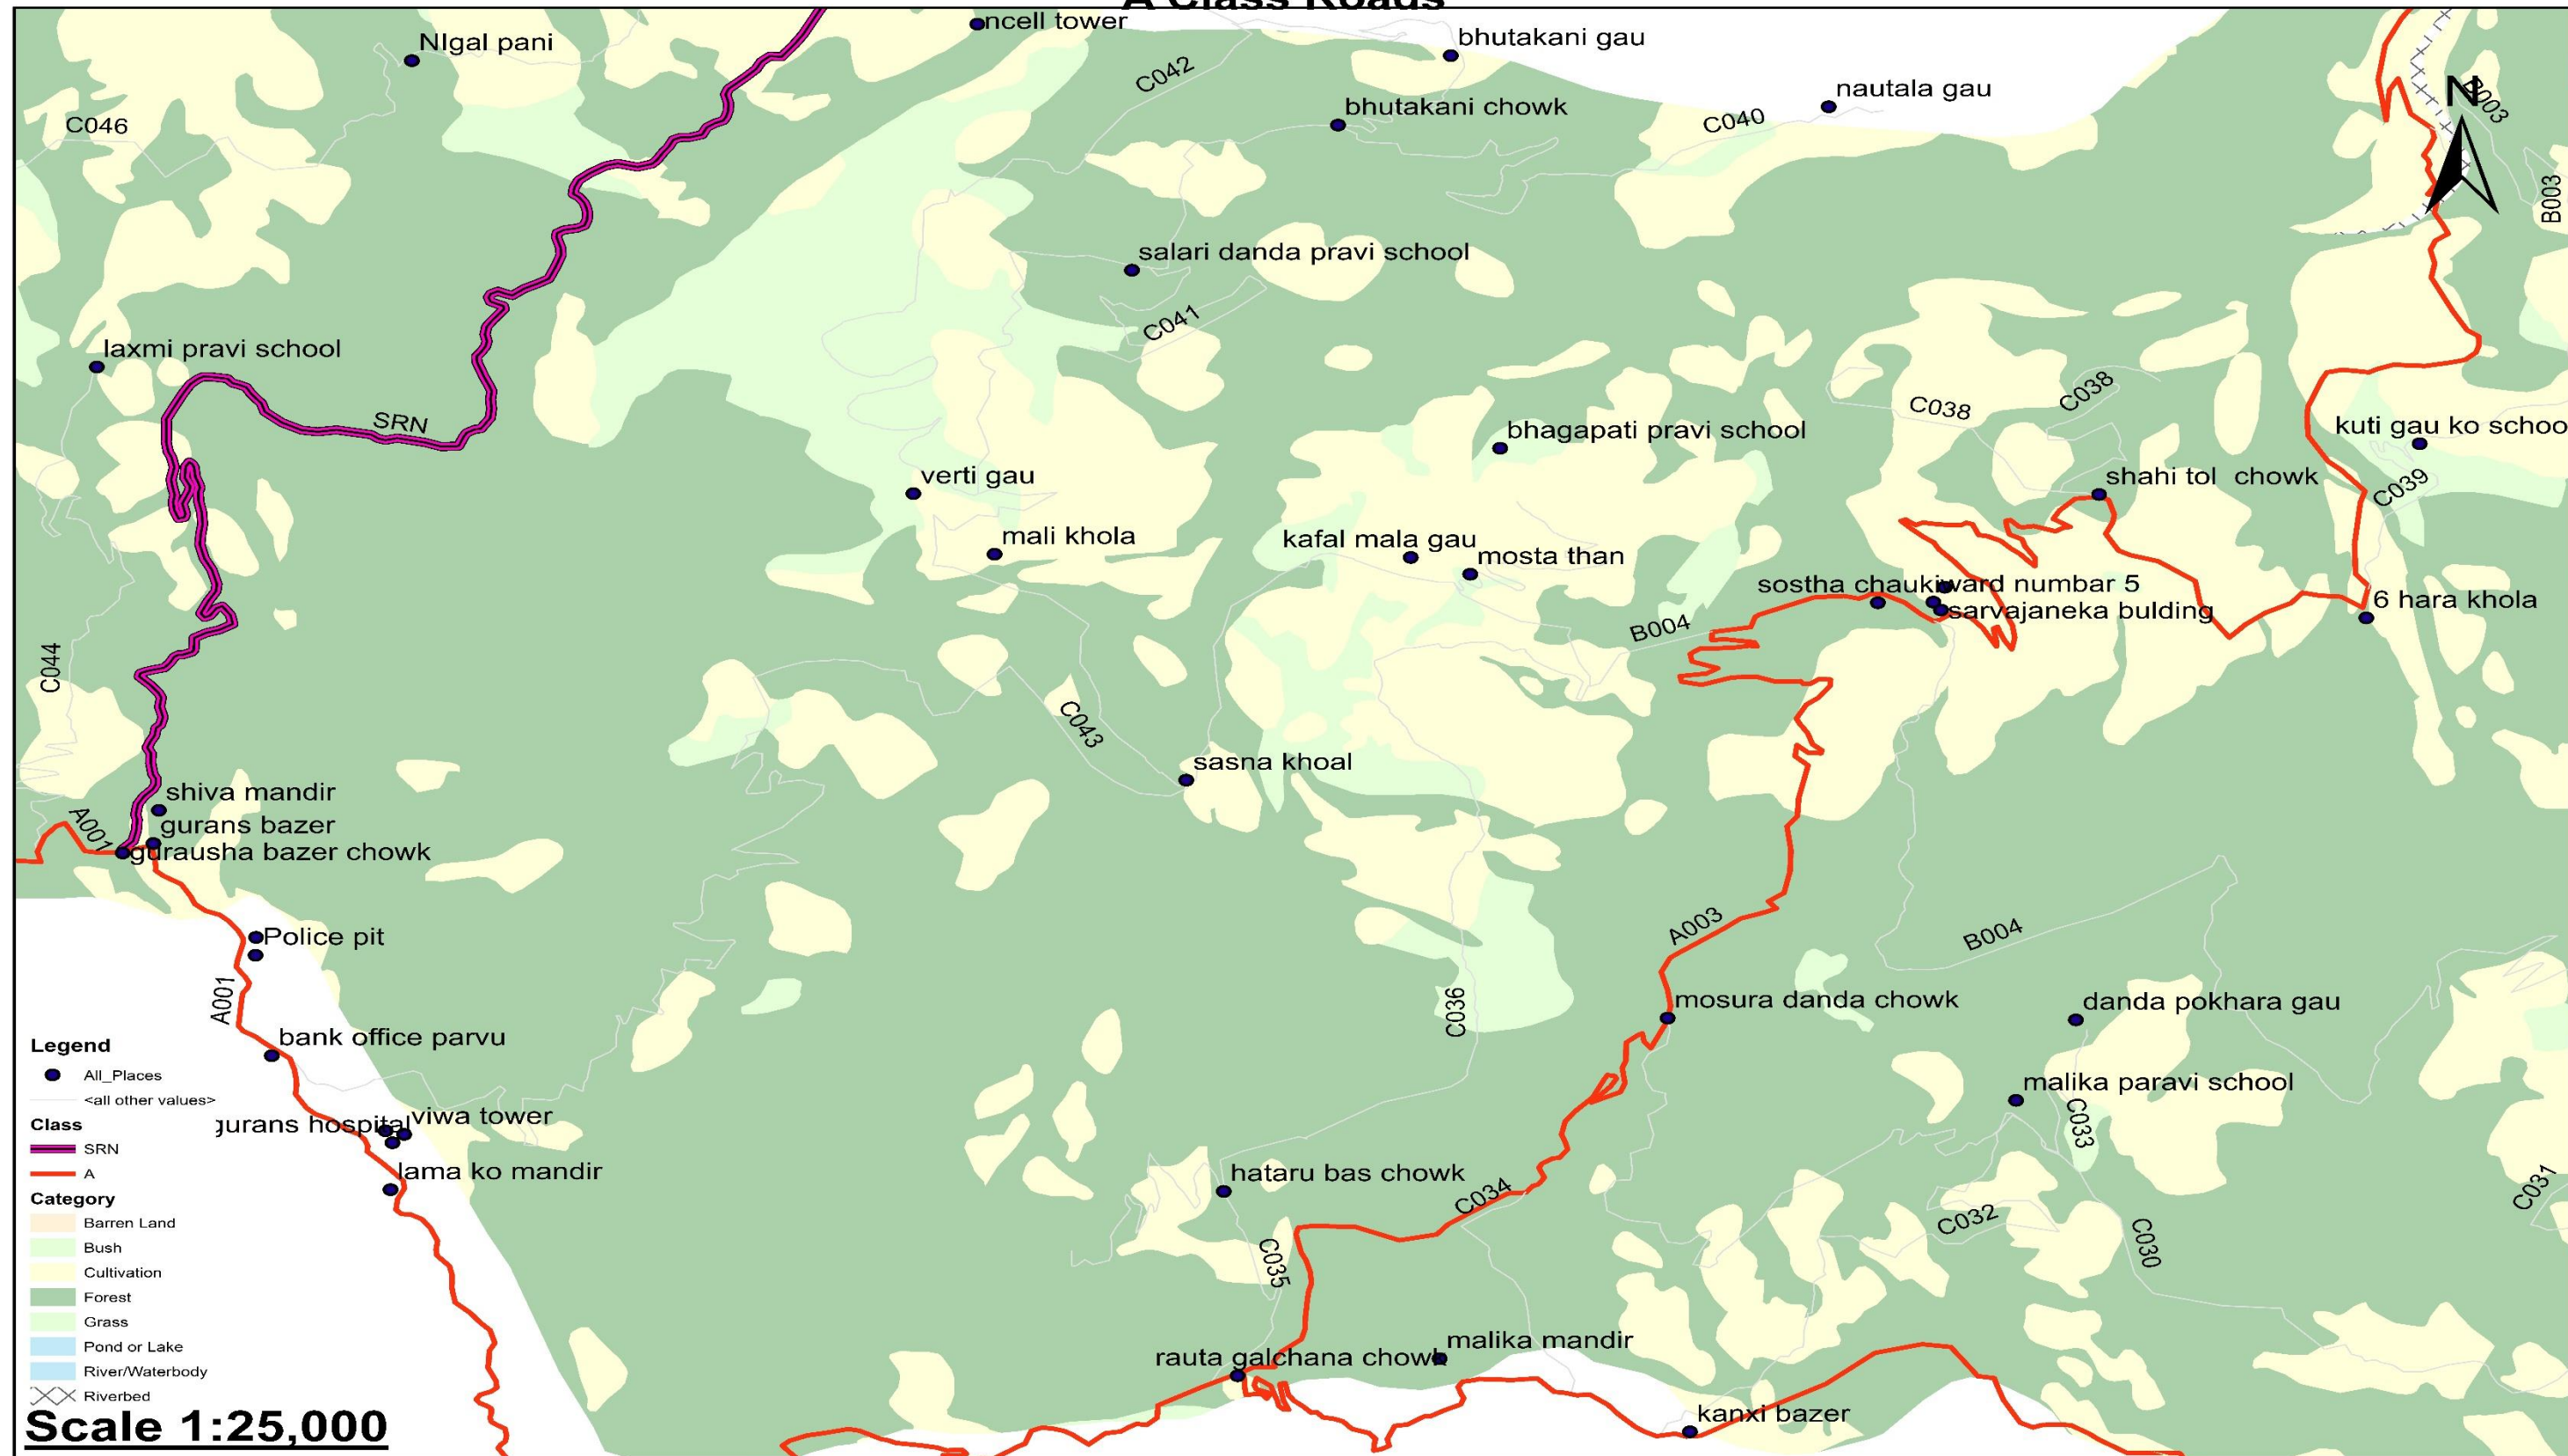 A Class Roads
ncell tower
NIgal pani
bhutakani gau
C042
nautala gau
bhutakani chowk
C040
N
B003
C046
B003
salari danda pravi school
C041
laxmi pravi school
SRN
C038
C038
bhagapati pravi school
kuti gau ko schoo
shahi tol  chowk
C039
verti gau
mali khola
kafal mala gau
mosta than
sostha chauki
ward numbar 5
sarvajaneka bulding
6 hara khola
B004
C044
C043
sasna khoal
shiva mandir
gurans bazer
A001
gurausha bazer chowk
Police pit
A003
B004
A001
C036
mosura danda chowk
danda pokhara gau
bank office parvu
malika paravi school
C033
gurans hospital
viwa tower
lama ko mandir
hataru bas chowk
C034
C031
C032
C030
C035
malika mandir
rauta galchana chowk
kanxi bazer
Legend
All_Places
<all other values>
Class
SRN
A
Category
Barren Land
Bush
Cultivation
Forest
Grass
Pond or Lake
River/Waterbody
Riverbed
Scale 1:25,000